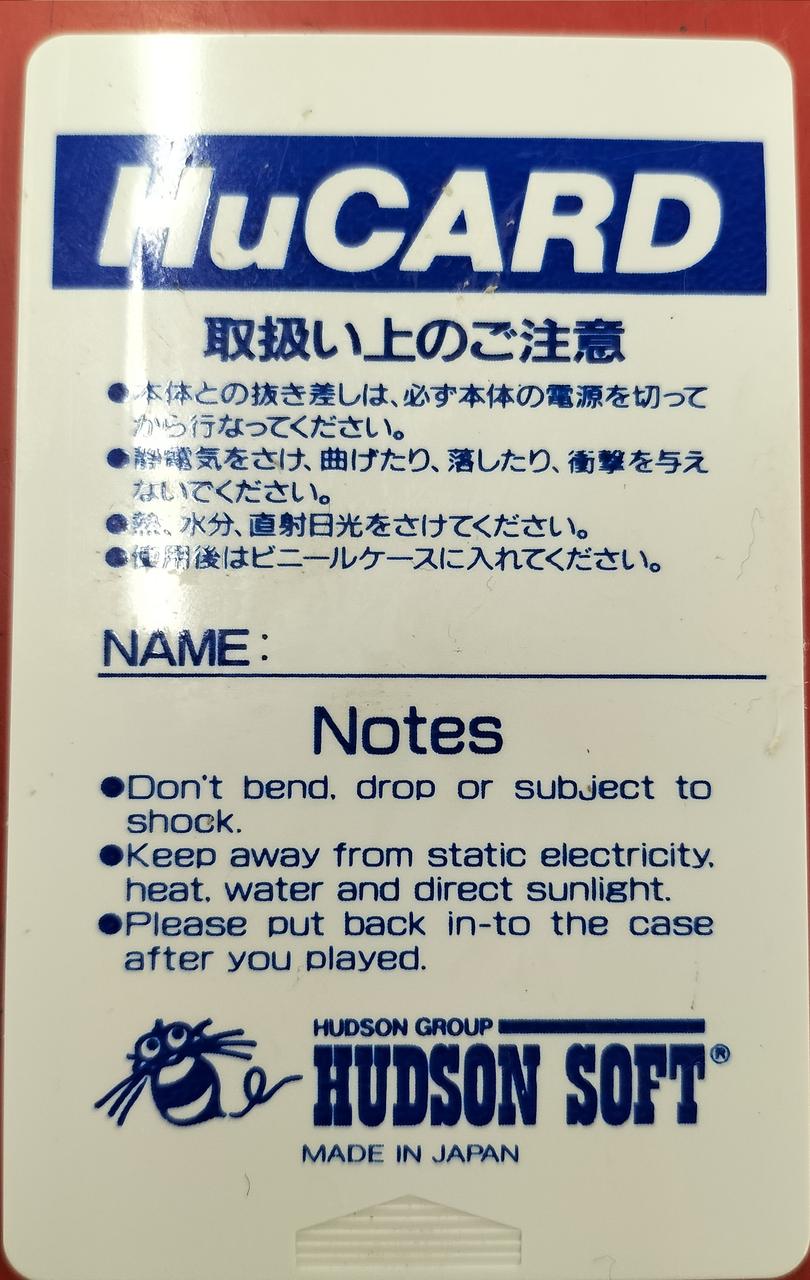 HuCARD
取扱い上のご注意
●本体との抜き差しは、必ず本体の電源を切って
から行なってください。
●静電気をさけ、曲げたり、落したり、衝撃を与え
ないでください。
●熱、水分、直射日光をさけてください。
●使用後はビニールケースに入れてください。
NAME:
Notes
●Don't bend, drop or subject to
shock.
●Keep away from static electricity,
heat, water and direct sunlight.
●Please put back in-to the case
after you played.
HUDSON GROUP
HUDSON SOFT®
MADE IN JAPAN